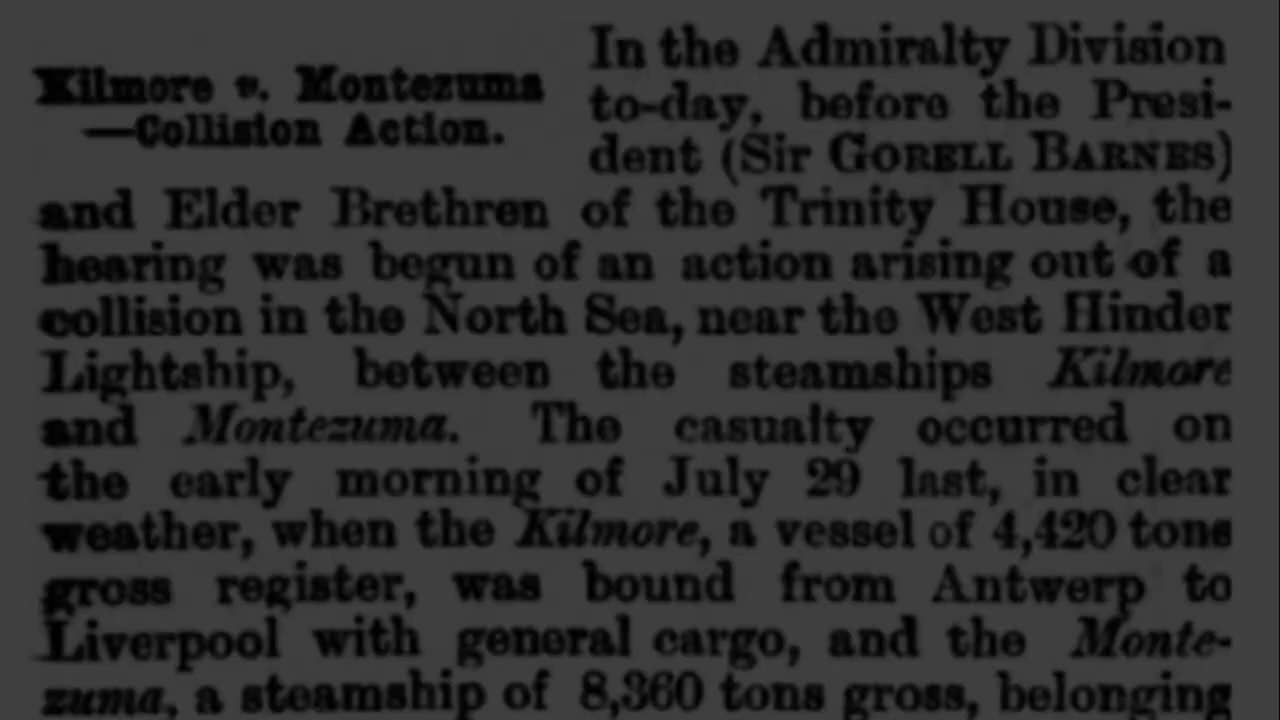 Kilmore v. Montezuma
—Collision Action.
In the Admiralty Division
to-day, before the Presi-
dent (Sir GORELL BARNES)
and Elder Brethren of the Trinity House, the
hearing was begun of an action arising out of a
collision in the North Sea, near the West Hinder
Lightship, between the steamships Kilmore
and Montezuma. The casualty occurred on
the early morning of July 29 last, in clear
weather, when the Kilmore, a vessel of 4,420 tons
gross register, was bound from Antwerp to
Liverpool with general cargo, and the Monte-
zuma, a steamship of 8,360 tons gross, belonging